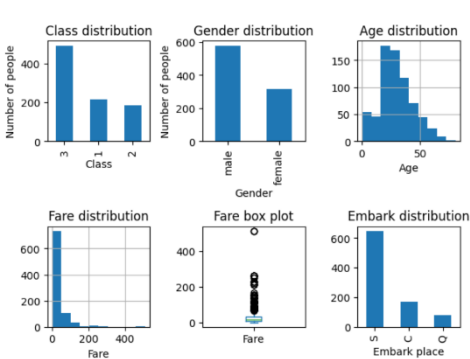 Class distribution
Number of people
400
200
0
3
1
2
Class
Gender distribution
Number of people
600
400
200
0
male
female
Gender
Age distribution
150
100
50
0
0
50
Age
Fare distribution
600
400
200
0
0
200
400
Fare
Fare box plot
400
200
0
Fare
Embark distribution
600
400
200
0
S
C
Q
Embark place